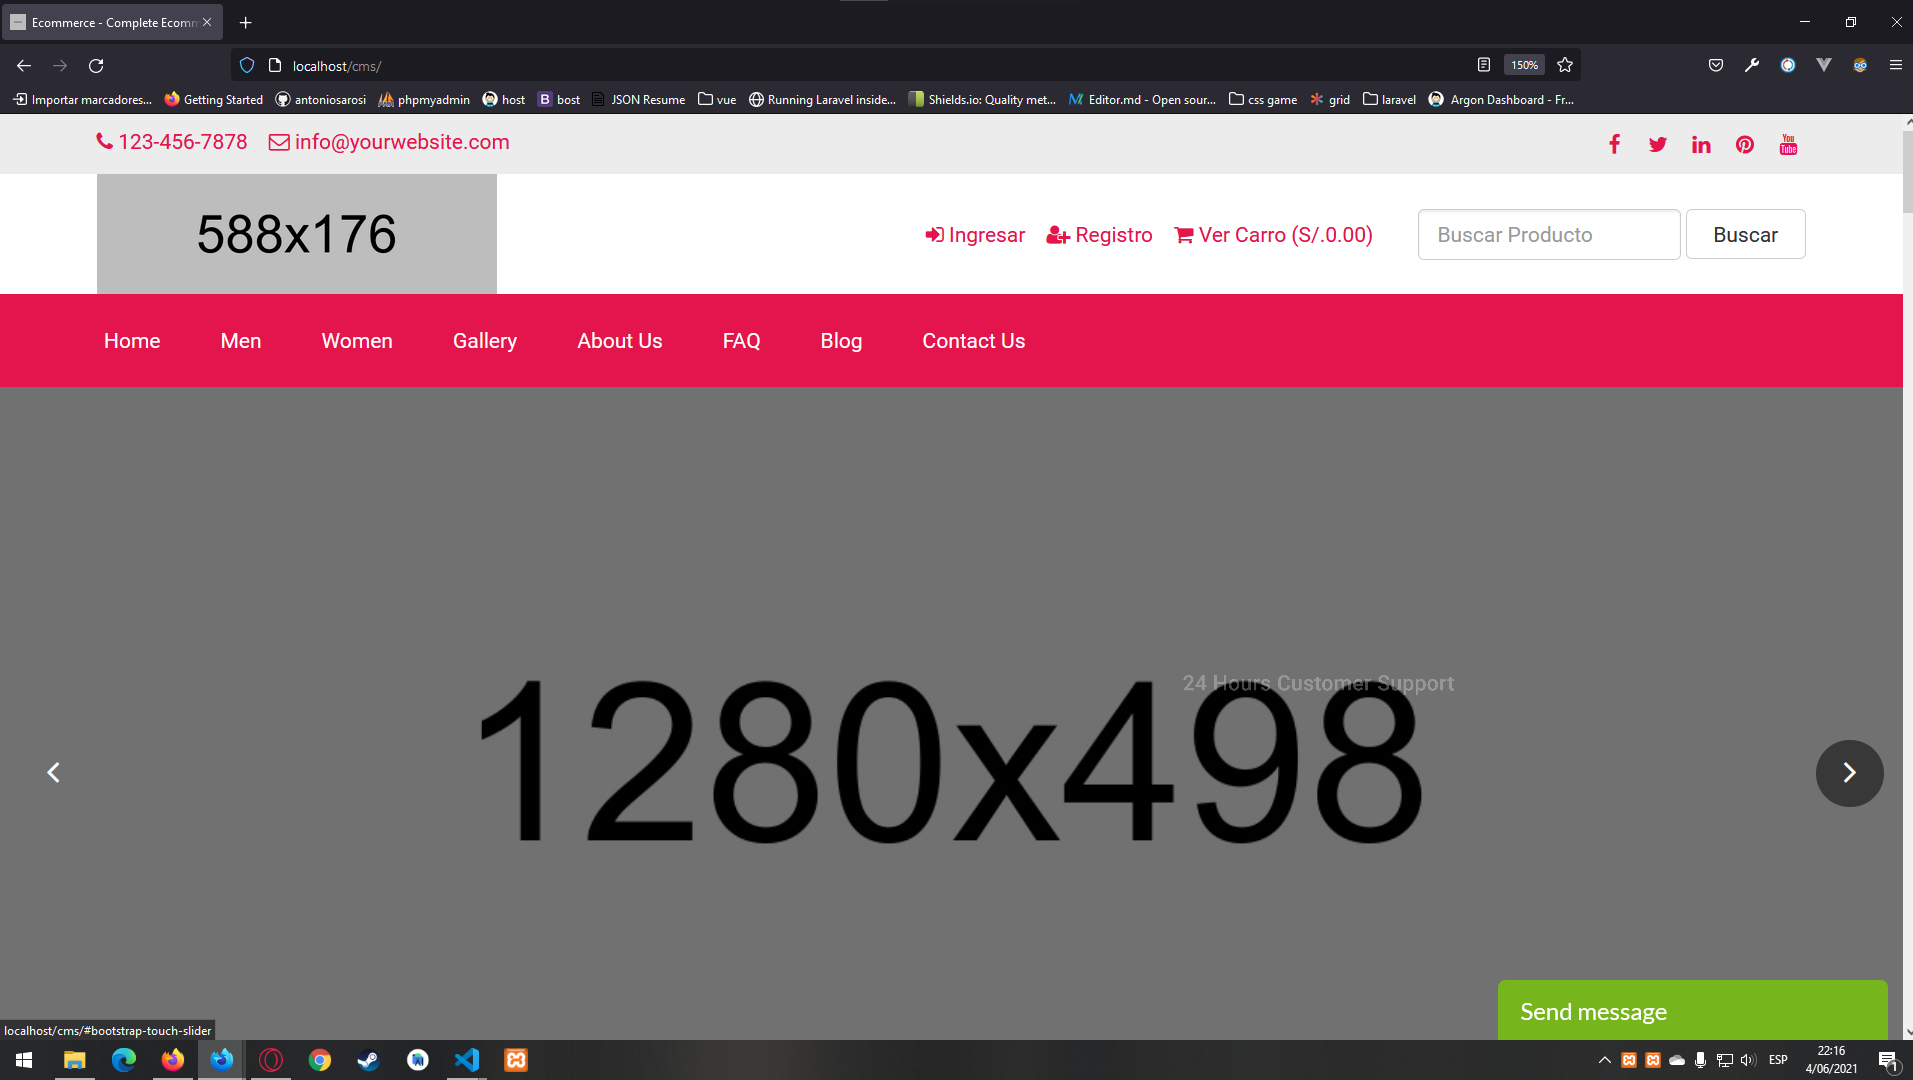 Ecommerce - Complete Ecomm
localhost/cms/
150%
Importar marcadores...
Getting Started
antoniosarosi
phpmyadmin
host
bost
JSON Resume
vue
Running Laravel inside...
Shields.io: Quality met...
Editor.md - Open sour...
css game
grid
laravel
Argon Dashboard - Fr...
123-456-7878
info@yourwebsite.com
You
Tube
588x176
Ingresar
Registro
Ver Carro (S/.0.00)
Buscar Producto
Buscar
Home
Men
Women
Gallery
About Us
FAQ
Blog
Contact Us
24 Hours Customer Support
1280x498
Send message
localhost/cms/#bootstrap-touch-slider
ESP
22:16
4/06/2021
1